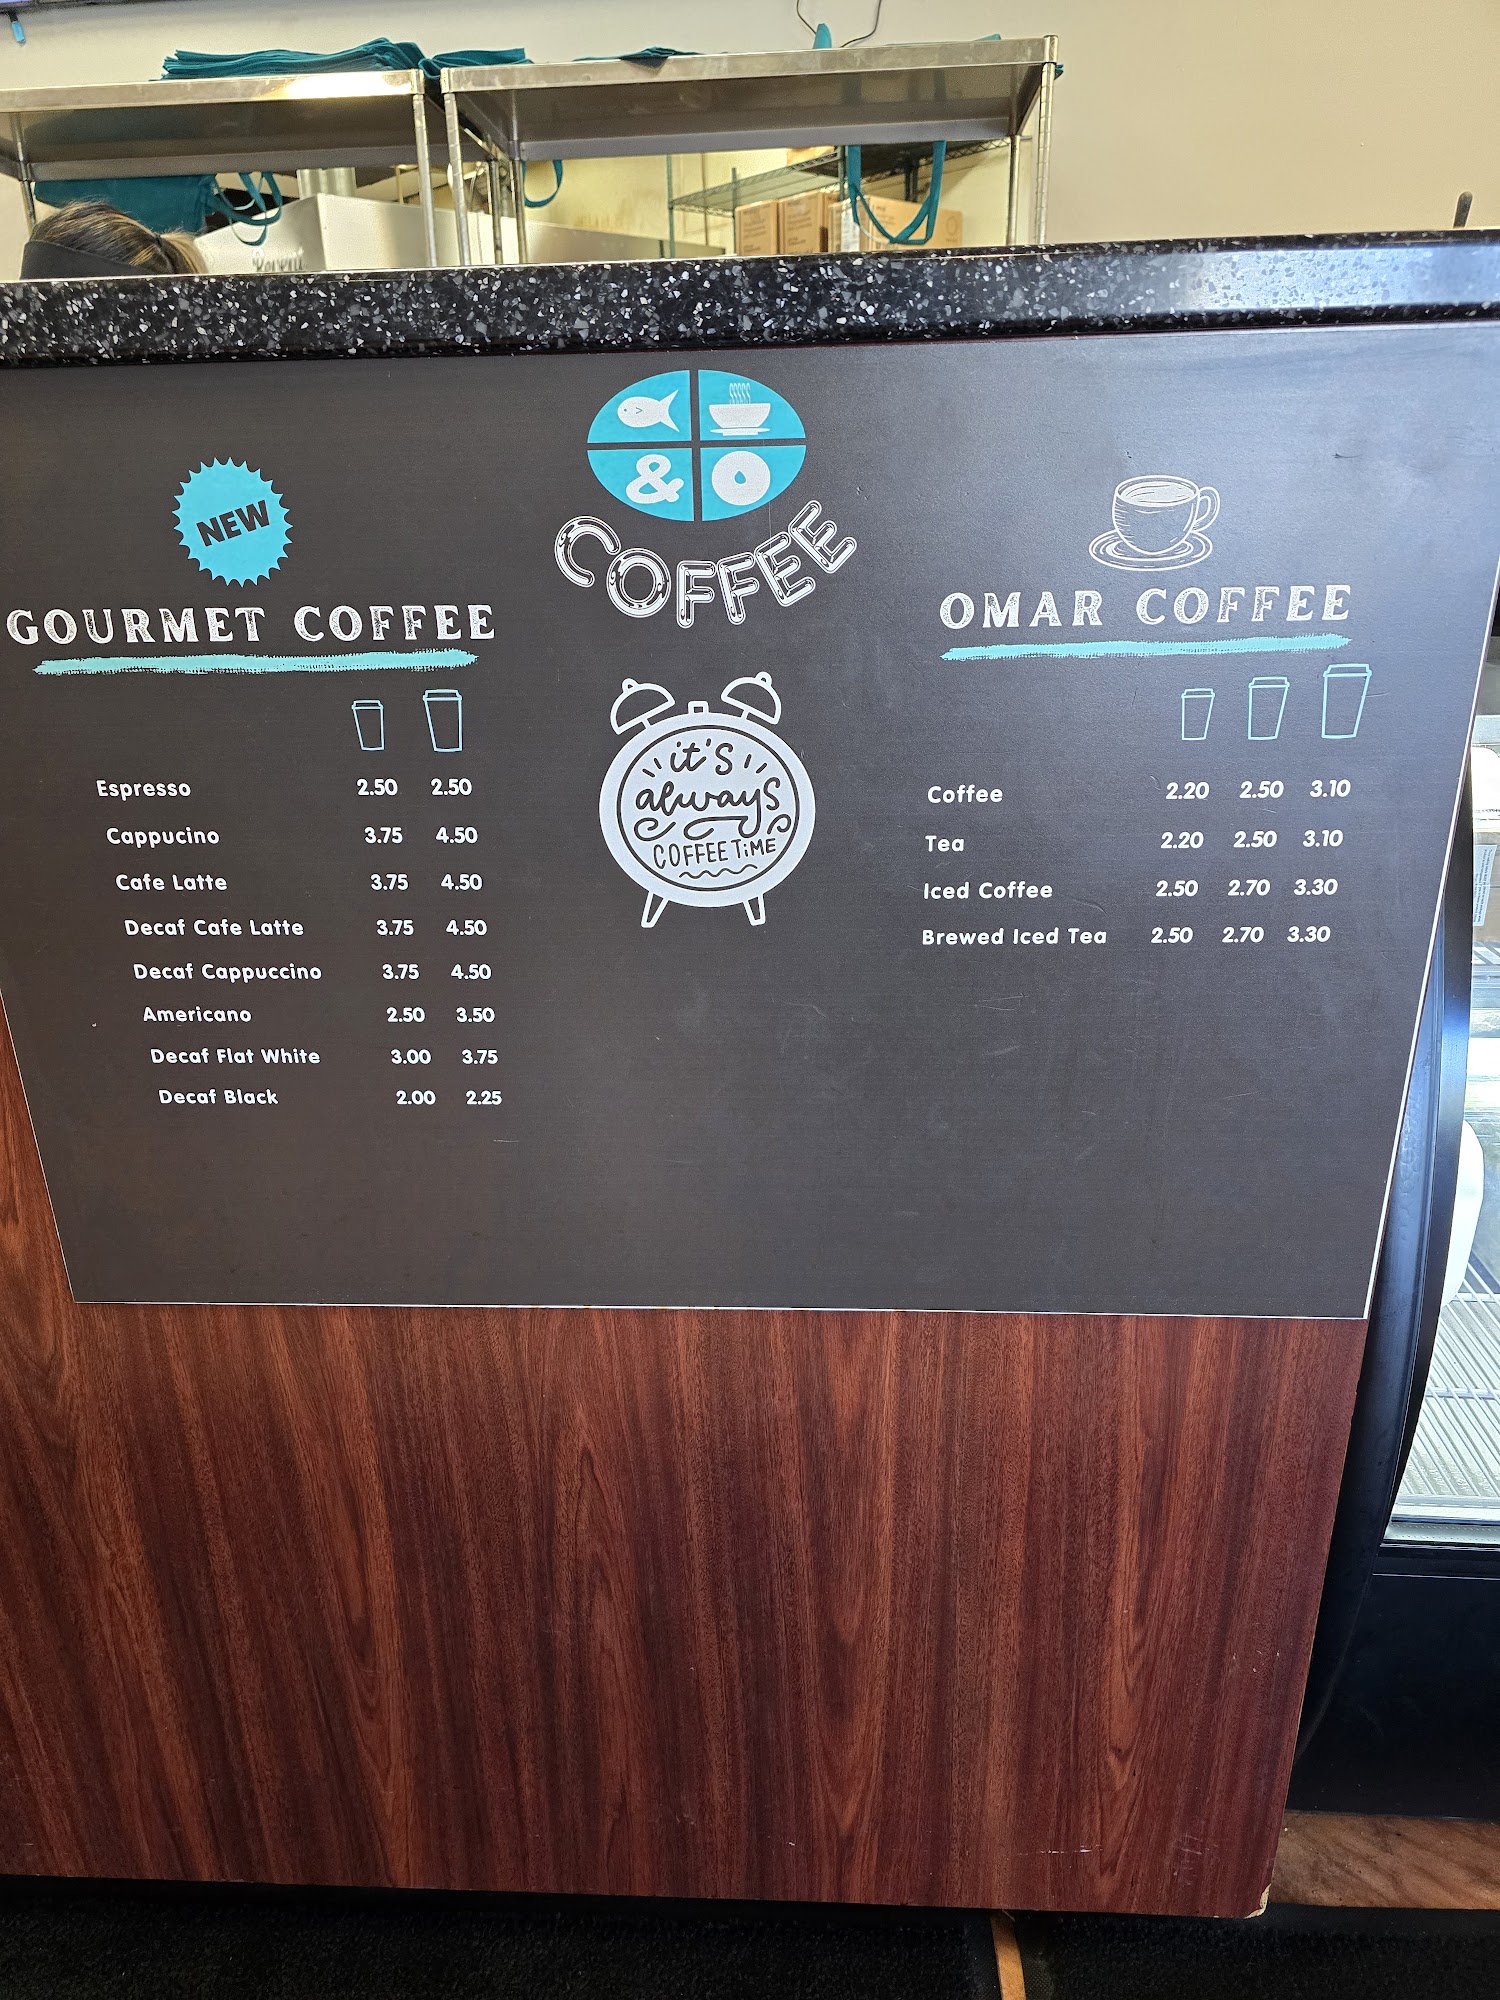 &
COFFEE
NEW
GOURMET COFFEE
Espresso 2.50 2.50
Cappucino 3.75 4.50
Cafe Latte 3.75 4.50
Decaf Cafe Latte 3.75 4.50
Decaf Cappuccino 3.75 4.50
Americano 2.50 3.50
Decaf Flat White 3.00 3.75
Decaf Black 2.00 2.25
it's
always
COFFEE TiME
OMAR COFFEE
Coffee 2.20 2.50 3.10
Tea 2.20 2.50 3.10
Iced Coffee 2.50 2.70 3.30
Brewed Iced Tea 2.50 2.70 3.30